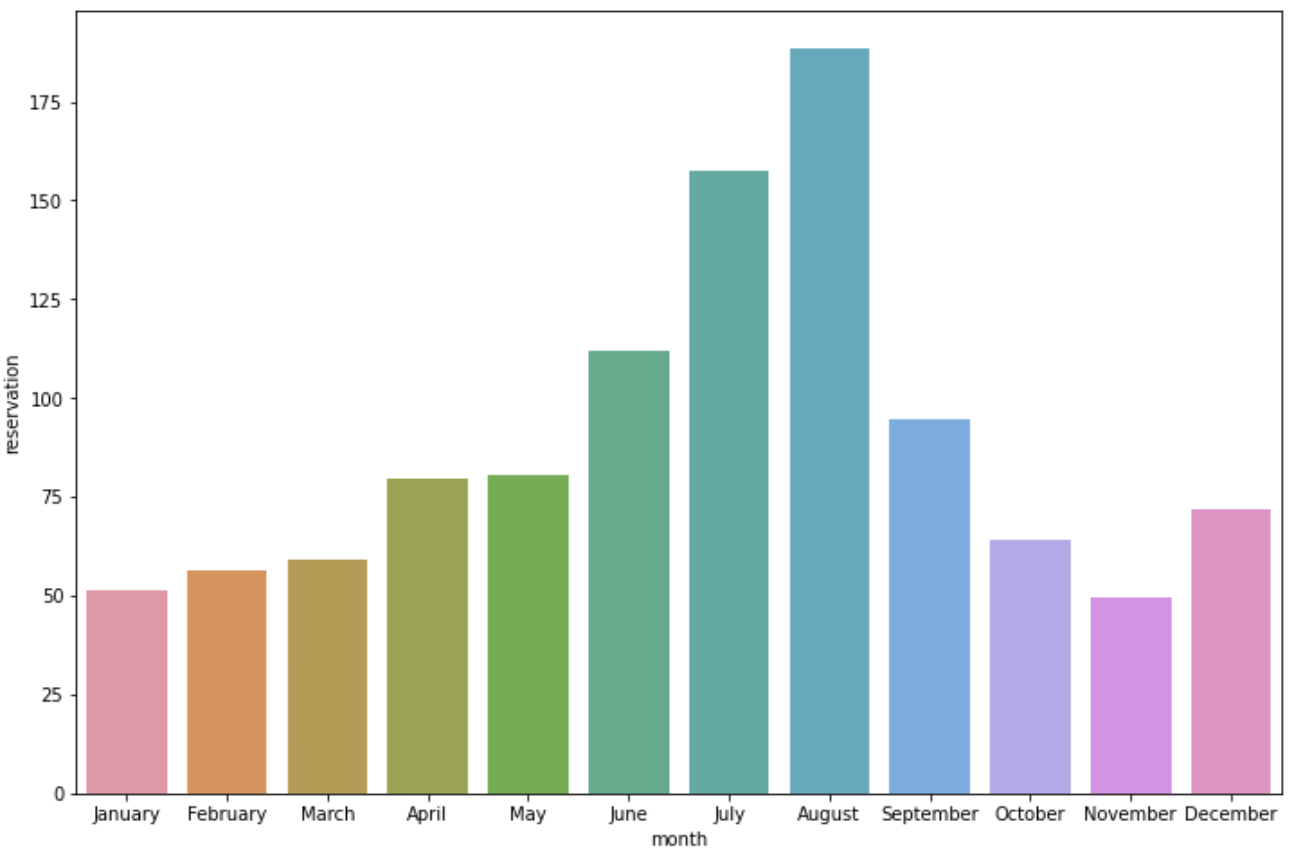 175
150
125
100
75
50
25
0
reservation
January February March April May June July August September October November December
month